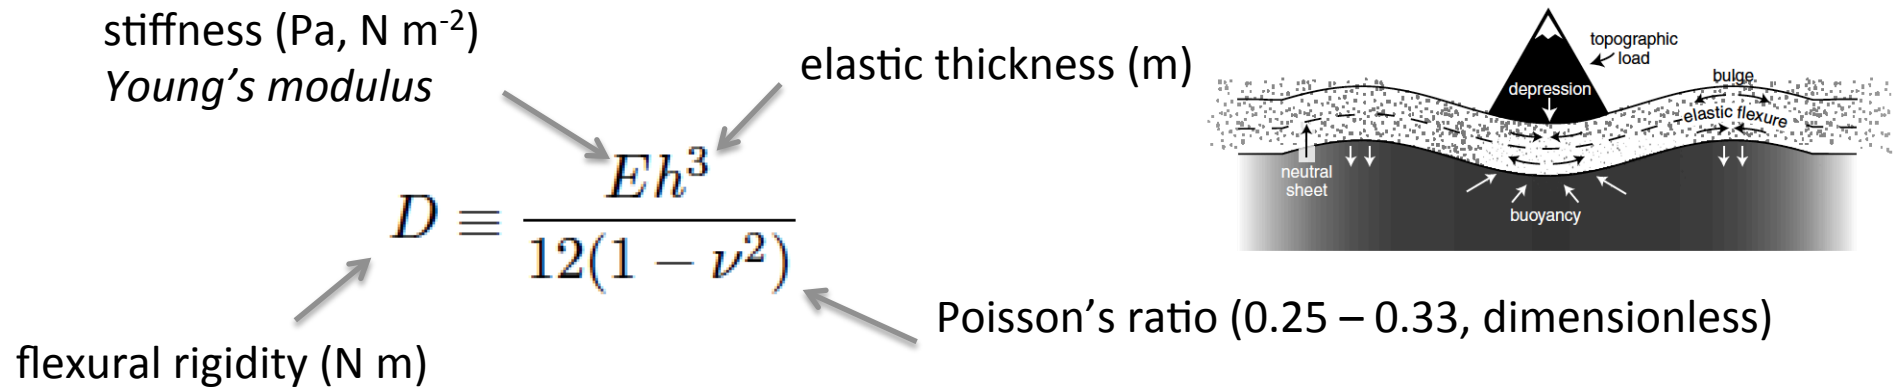 stiffness (Pa, N m⁻²)
Young's modulus
elastic thickness (m)
D ≡ Eh³ / 12(1 − ν²)
flexural rigidity (N m)
Poisson's ratio (0.25 – 0.33, dimensionless)
topographic
load
depression
bulge
elastic flexure
neutral
sheet
buoyancy